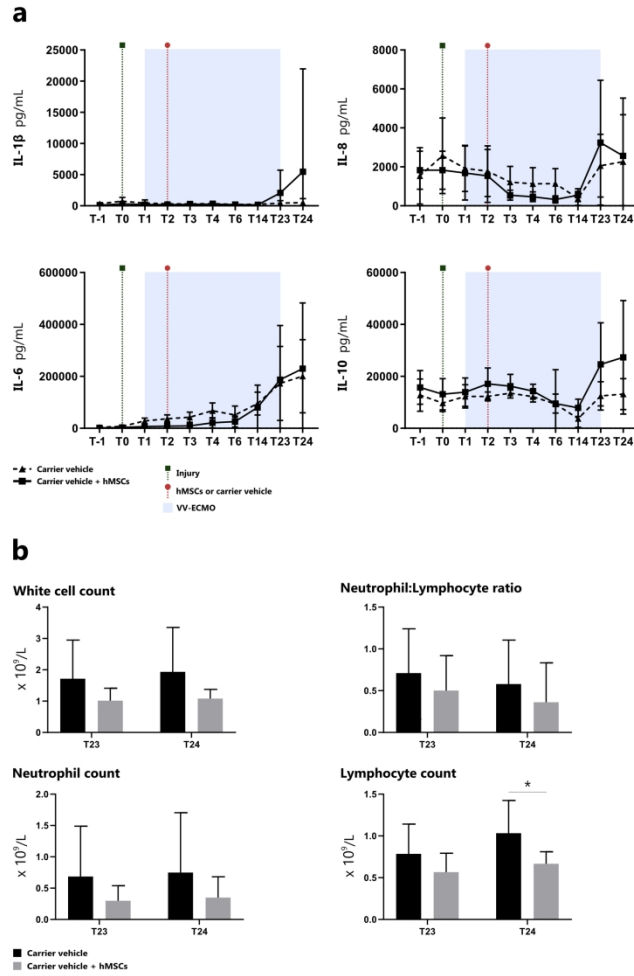 a
25000
20000
15000
10000
5000
0
IL-1β pg/mL
T-1 T0 T1 T2 T3 T4 T6 T14 T23 T24
8000
6000
4000
2000
0
IL-8 pg/mL
T-1 T0 T1 T2 T3 T4 T6 T14 T23 T24
600000
400000
200000
0
IL-6 pg/mL
T-1 T0 T1 T2 T3 T4 T6 T14 T23 T24
60000
40000
20000
0
IL-10 pg/mL
T-1 T0 T1 T2 T3 T4 T6 T14 T23 T24
Carrier vehicle
Carrier vehicle + hMSCs
Injury
hMSCs or carrier vehicle
VV-ECMO
b
White cell count
4
3
2
1
0
x 10⁹/L
T23 T24
Neutrophil:Lymphocyte ratio
1.5
1.0
0.5
0.0
T23 T24
Neutrophil count
2.0
1.5
1.0
0.5
0.0
x 10⁹/L
T23 T24
Lymphocyte count
1.5
1.0
0.5
0.0
x 10⁹/L
*
T23 T24
Carrier vehicle
Carrier vehicle + hMSCs